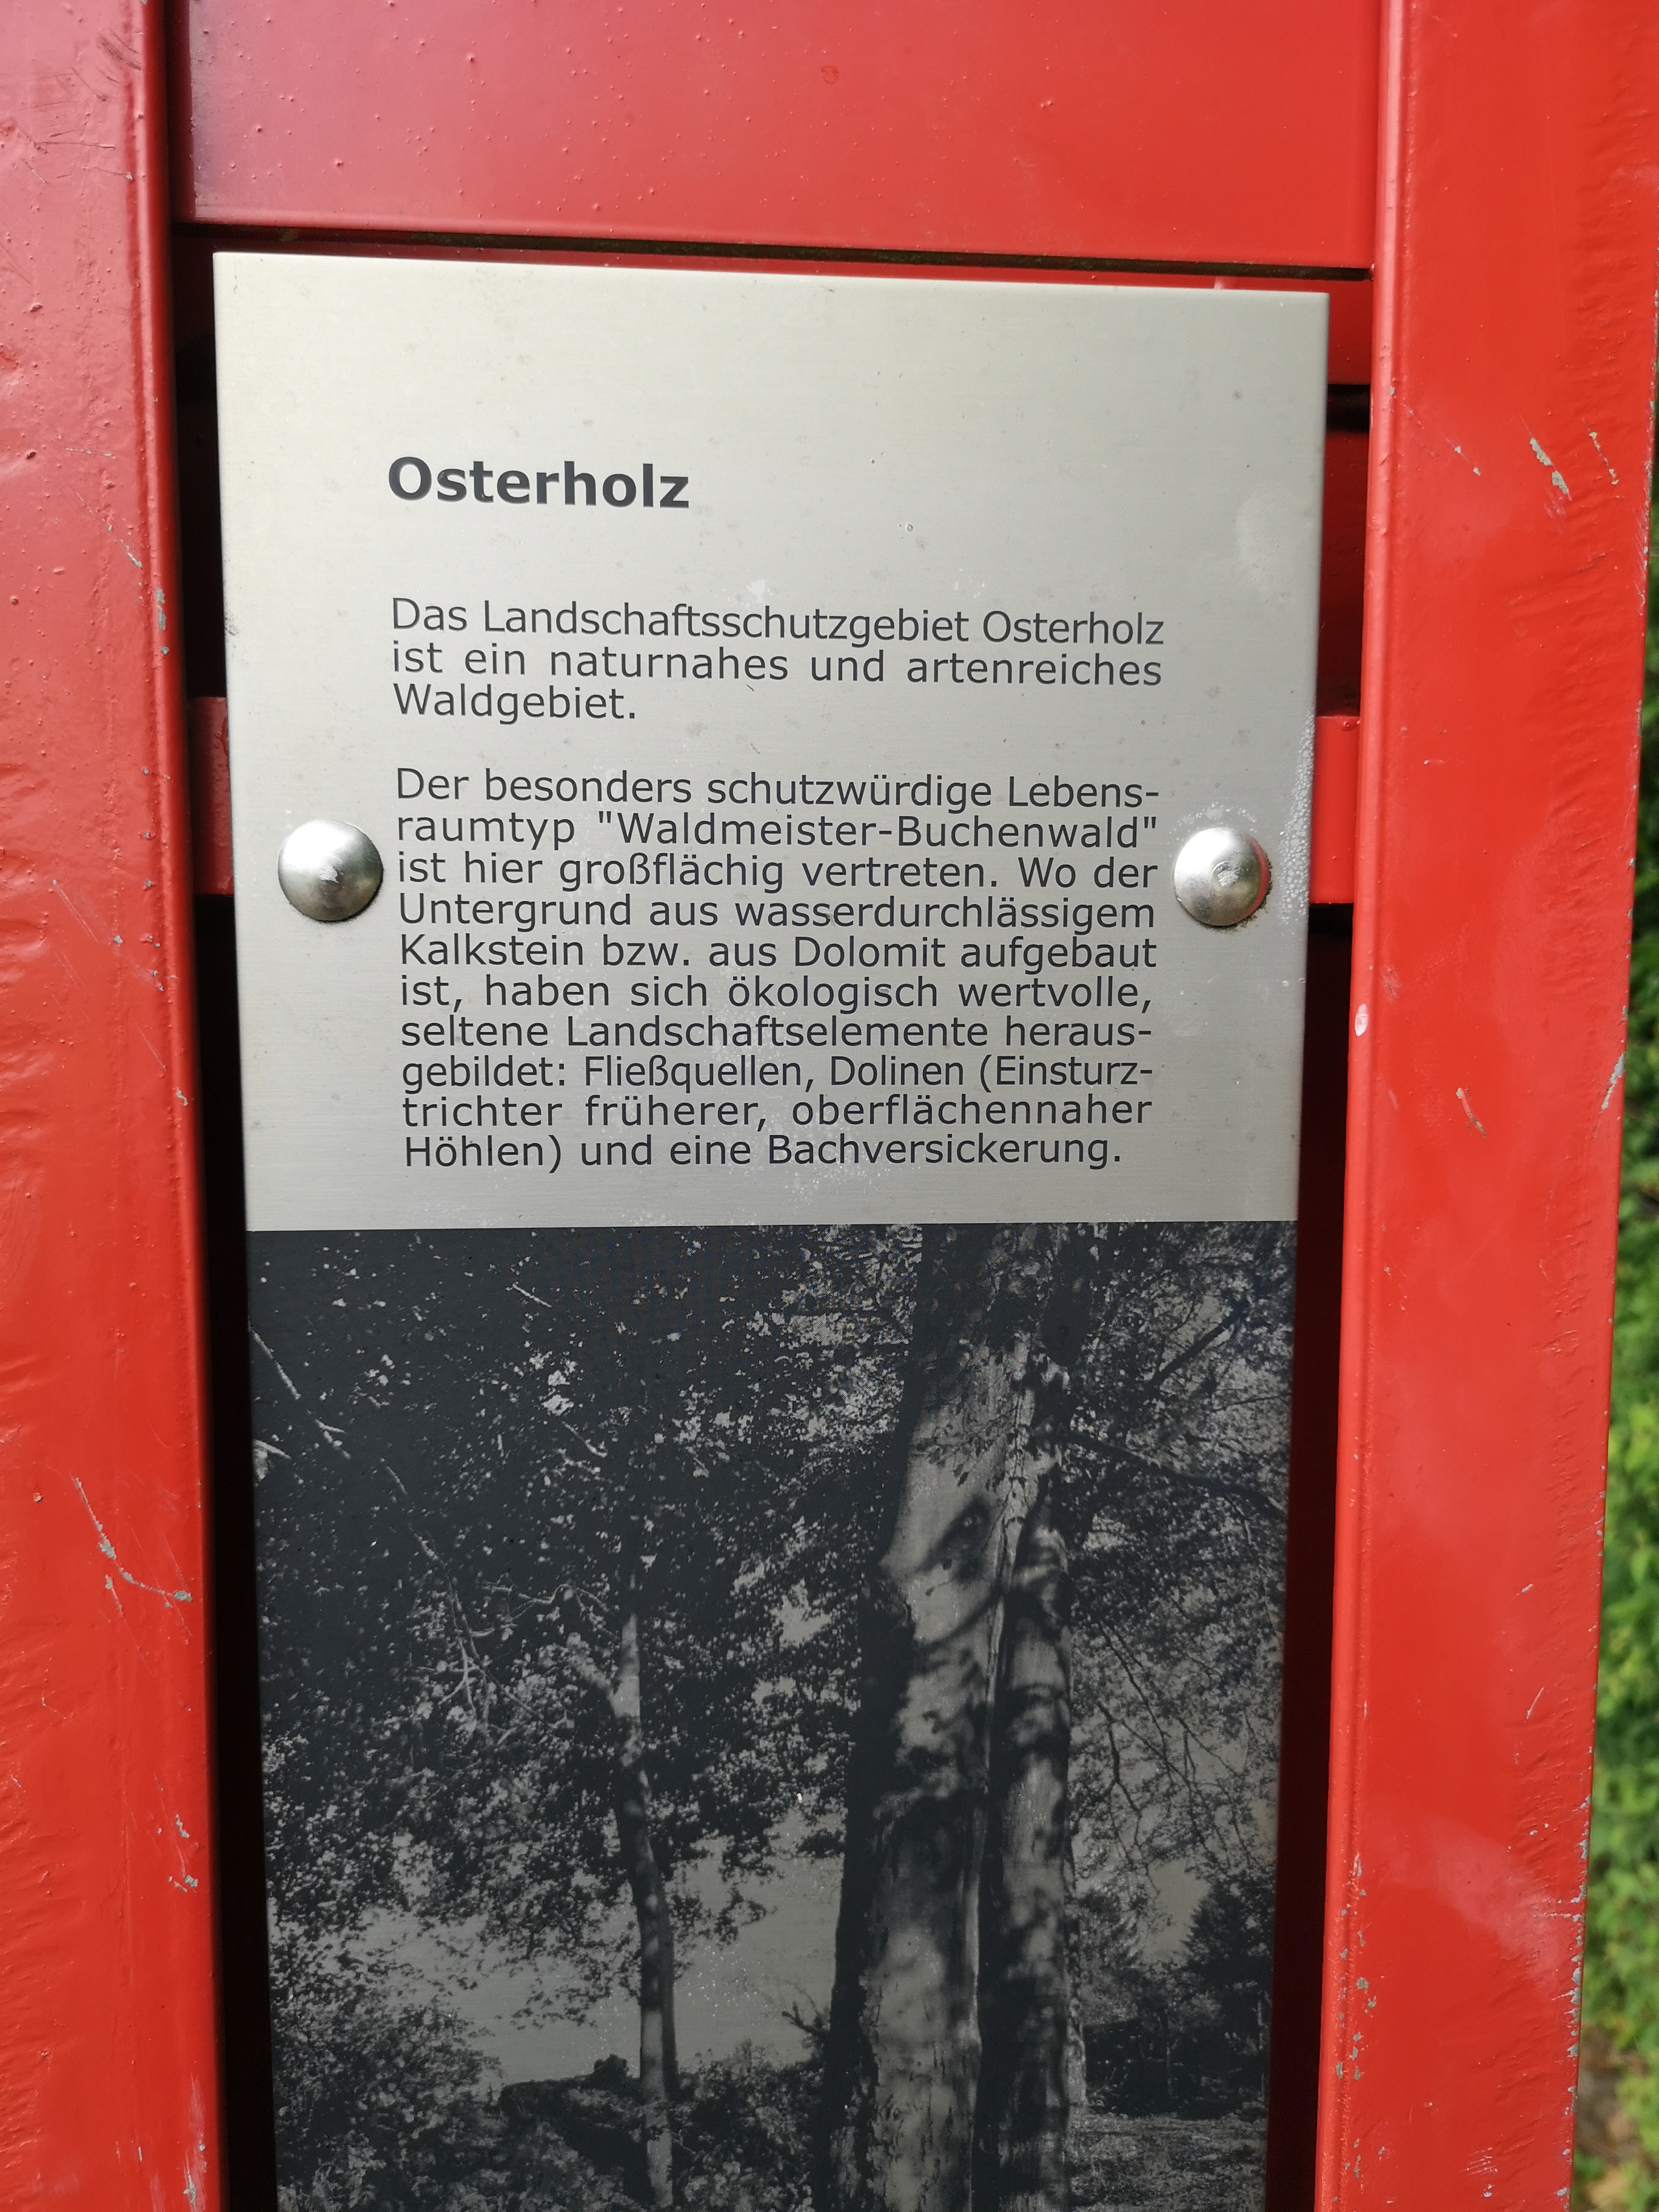 Osterholz
Das Landschaftsschutzgebiet Osterholz
ist ein naturnahes und artenreiches
Waldgebiet.
Der besonders schutzwürdige Lebens-
raumtyp "Waldmeister-Buchenwald"
ist hier großflächig vertreten. Wo der
Untergrund aus wasserdurchlässigem
Kalkstein bzw. aus Dolomit aufgebaut
ist, haben sich ökologisch wertvolle,
seltene Landschaftselemente heraus-
gebildet: Fließquellen, Dolinen (Einsturz-
trichter früherer, oberflächennaher
Höhlen) und eine Bachversickerung.